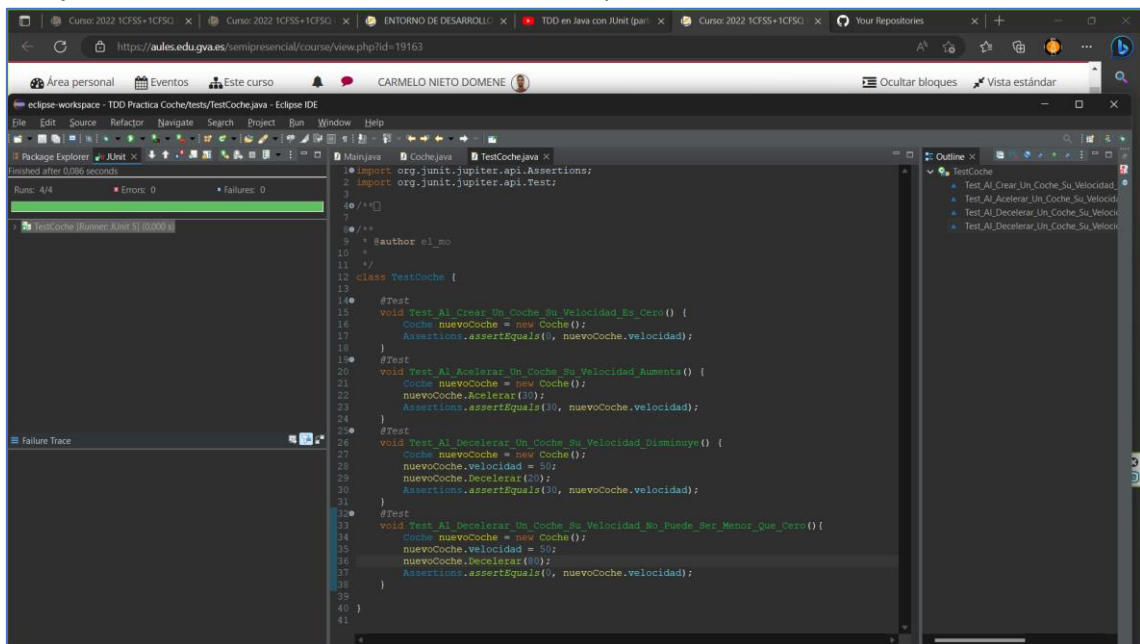 Curso: 2022 1CFSS+1CFSQ
Curso: 2022 1CFSS+1CFSQ
ENTORNO DE DESARROLLO
TDD en Java con JUnit (part
Curso: 2022 1CFSS+1CFSQ
Your Repositories
https://aules.edu.gva.es/semipresencial/course/view.php?id=19163
Área personal
Eventos
Este curso
CARMELO NIETO DOMENE
Ocultar bloques
Vista estándar
eclipse-workspace - TDD Practica Coche/tests/TestCoche.java - Eclipse IDE
File Edit Source Refactor Navigate Search Project Run Window Help
Package Explorer
JUnit
Finished after 0,086 seconds
Runs: 4/4
Errors: 0
Failures: 0
TestCoche [Runner: JUnit 5] (0,000 s)
Failure Trace
Main.java
Coche.java
TestCoche.java
1 import org.junit.jupiter.api.Assertions;
2 import org.junit.jupiter.api.Test;
3
4 /**
7
8 /**
9 * @author el_mo
10 *
11 */
12 class TestCoche {
13
14 @Test
15 void Test_Al_Crear_Un_Coche_Su_Velocidad_Es_Cero() {
16 Coche nuevoCoche = new Coche();
17 Assertions.assertEquals(0, nuevoCoche.velocidad);
18 }
19 @Test
20 void Test_Al_Acelerar_Un_Coche_Su_Velocidad_Aumenta() {
21 Coche nuevoCoche = new Coche();
22 nuevoCoche.Acelerar(30);
23 Assertions.assertEquals(30, nuevoCoche.velocidad);
24 }
25 @Test
26 void Test_Al_Decelerar_Un_Coche_Su_Velocidad_Disminuye() {
27 Coche nuevoCoche = new Coche();
28 nuevoCoche.velocidad = 50;
29 nuevoCoche.Decelerar(20);
30 Assertions.assertEquals(30, nuevoCoche.velocidad);
31 }
32 @Test
33 void Test_Al_Decelerar_Un_Coche_Su_Velocidad_No_Puede_Ser_Menor_Que_Cero(){
34 Coche nuevoCoche = new Coche();
35 nuevoCoche.velocidad = 50;
36 nuevoCoche.Decelerar(80);
37 Assertions.assertEquals(0, nuevoCoche.velocidad);
38 }
39
40 }
41
Outline
TestCoche
Test_Al_Crear_Un_Coche_Su_Velocidad_
Test_Al_Acelerar_Un_Coche_Su_Velocid
Test_Al_Decelerar_Un_Coche_Su_Veloci
Test_Al_Decelerar_Un_Coche_Su_Veloci